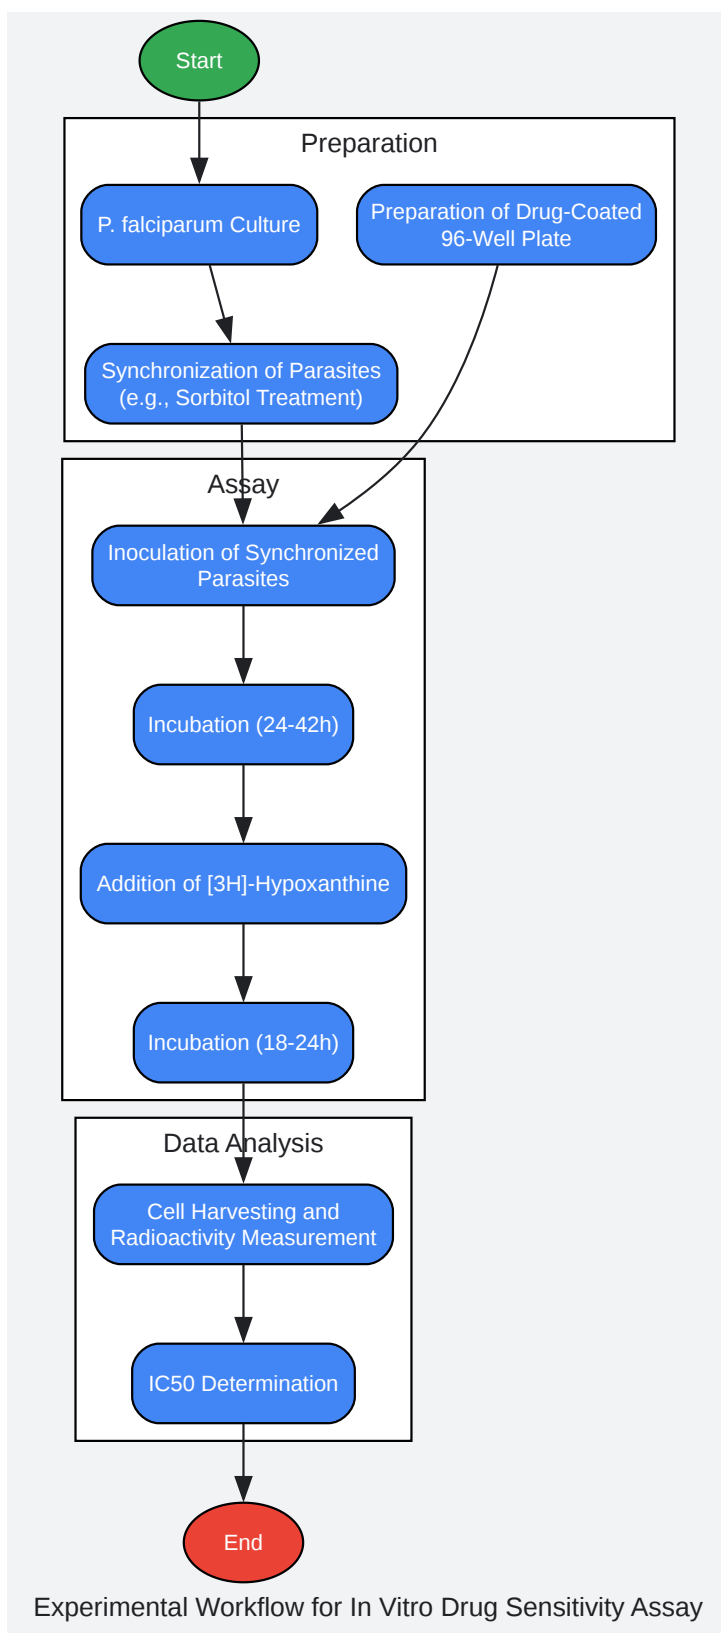 Start
Preparation
P. falciparum Culture
Preparation of Drug-Coated
96-Well Plate
Synchronization of Parasites
(e.g., Sorbitol Treatment)
Assay
Inoculation of Synchronized
Parasites
Incubation (24-42h)
Addition of [3H]-Hypoxanthine
Incubation (18-24h)
Data Analysis
Cell Harvesting and
Radioactivity Measurement
IC50 Determination
End
Experimental Workflow for In Vitro Drug Sensitivity Assay